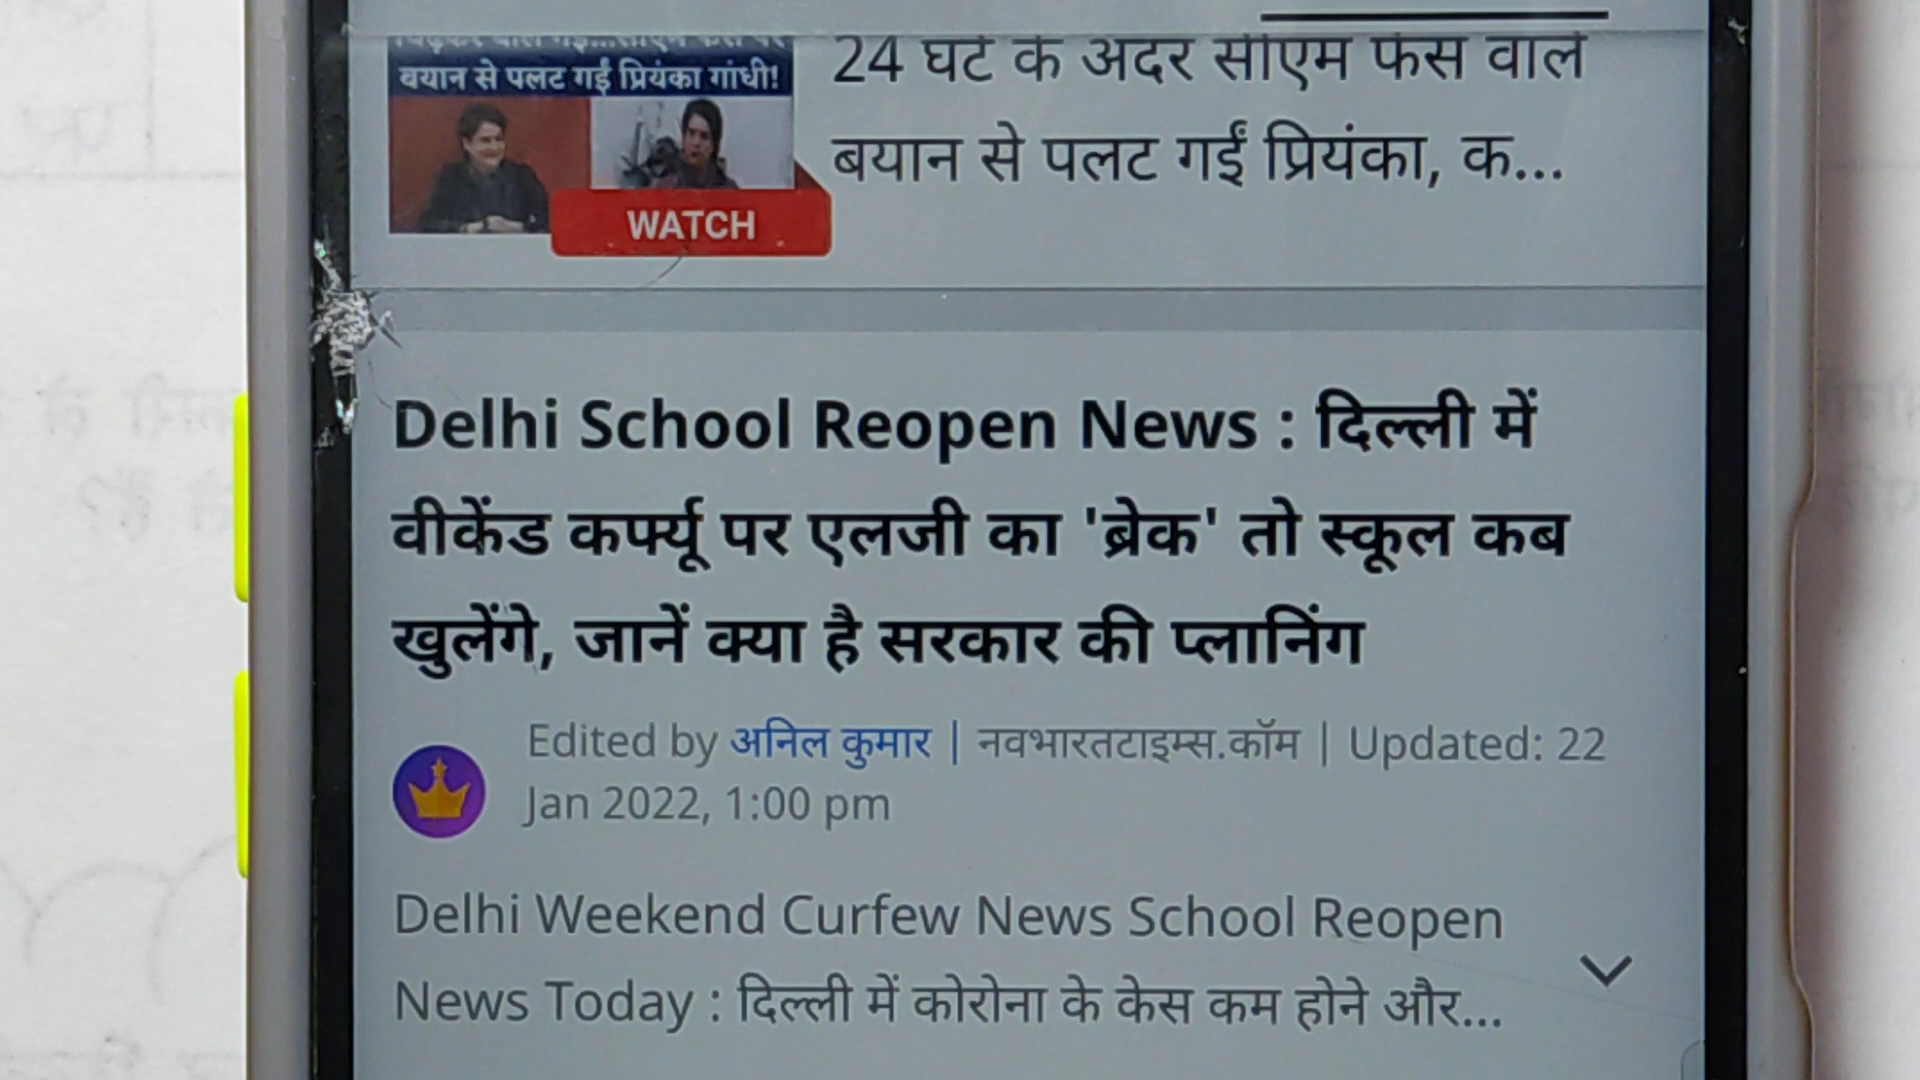 बयान से पलट गईं प्रियंका गांधी!
24 घंटे के अंदर सीएम फेस वाले
बयान से पलट गईं प्रियंका, क...
WATCH
Delhi School Reopen News : दिल्ली में
वीकेंड कर्फ्यू पर एलजी का 'ब्रेक' तो स्कूल कब
खुलेंगे, जानें क्या है सरकार की प्लानिंग
Edited by अनिल कुमार | नवभारतटाइम्स.कॉम | Updated: 22
Jan 2022, 1:00 pm
Delhi Weekend Curfew News School Reopen
News Today : दिल्ली में कोरोना के केस कम होने और...